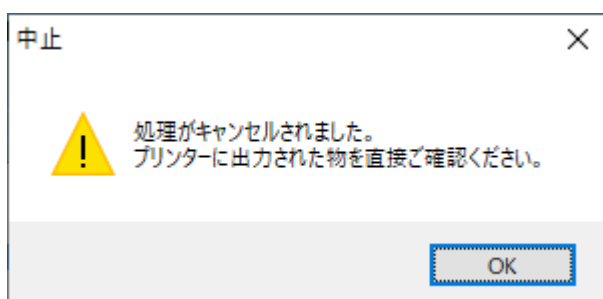 中止
処理がキャンセルされました。
プリンターに出力された物を直接ご確認ください。
OK